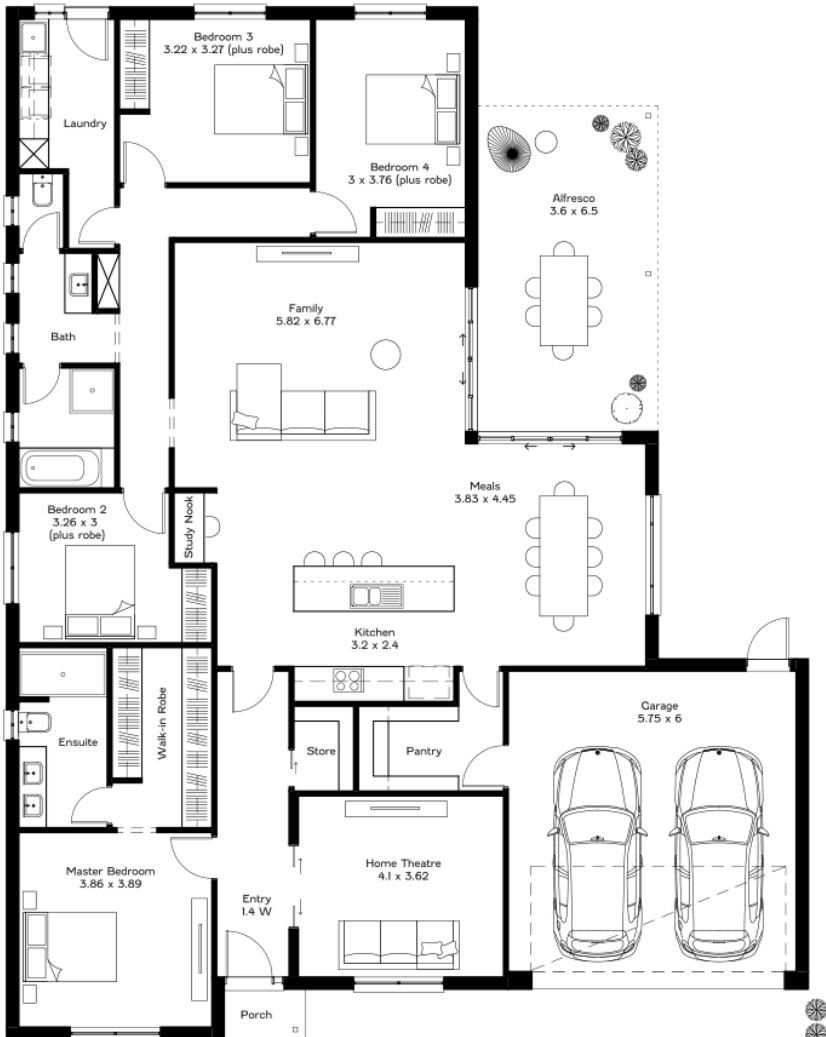 Bedroom 3
3.22 x 3.27 (plus robe)
Laundry
Bedroom 4
3 x 3.76 (plus robe)
Alfresco
3.6 x 6.5
Family
5.82 x 6.77
Bath
Meals
3.83 x 4.45
Bedroom 2
3.26 x 3
(plus robe)
Study Nook
Kitchen
3.2 x 2.4
Walk-in Robe
Ensuite
Store
Pantry
Garage
5.75 x 6
Master Bedroom
3.86 x 3.89
Home Theatre
4.1 x 3.62
Entry
1.4 W
Porch